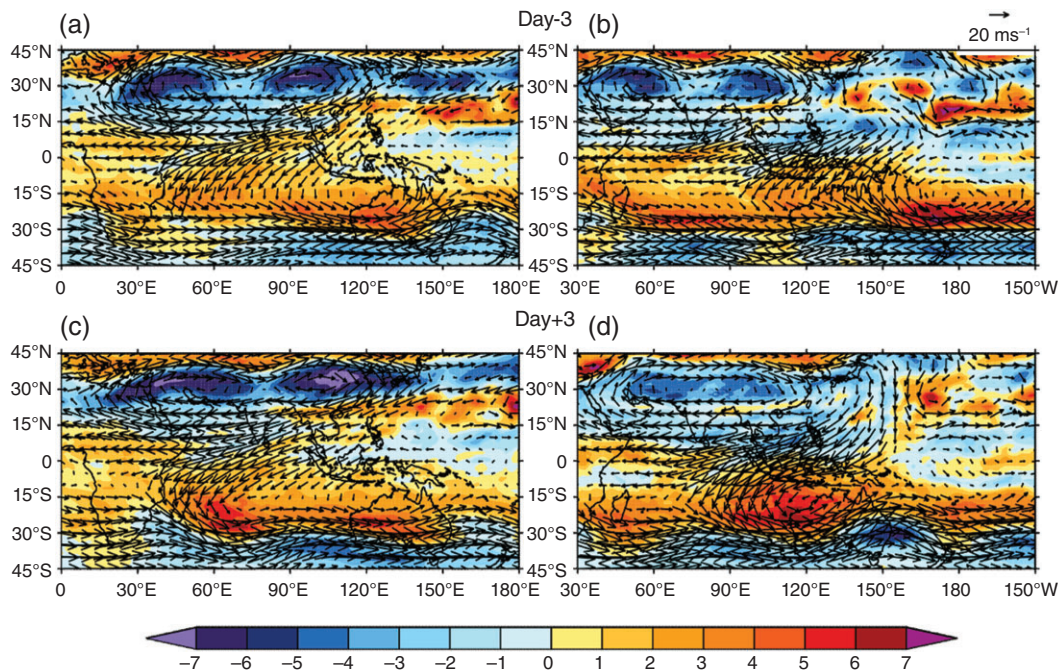 (a)
Day-3
(b)
20 ms⁻¹
45°N
30°N
15°N
0
15°S
30°S
45°S
0 30°E 60°E 90°E 120°E 150°E 180°E
30°E 60°E 90°E 120°E 150°E 180 150°W
(c)
Day+3
(d)
45°N
30°N
15°N
0
15°S
30°S
45°S
0 30°E 60°E 90°E 120°E 150°E 180°E
30°E 60°E 90°E 120°E 150°E 180 150°W
−7 −6 −5 −4 −3 −2 −1 0 1 2 3 4 5 6 7